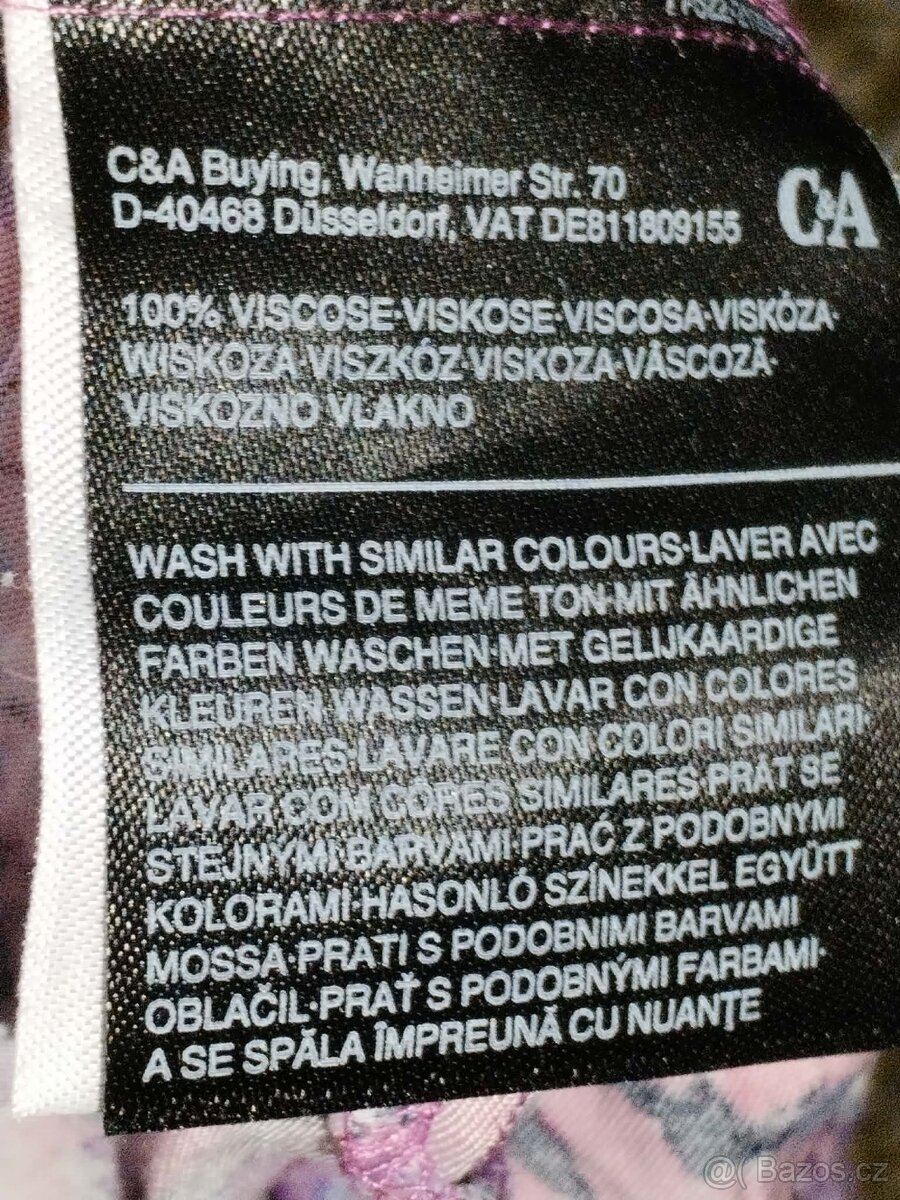 C&A Buying, Wanheimer Str. 70
D-40468 Düsseldorf, VAT DE811809155
C&A
100% VISCOSE·VISKOSE·VISCOSA·VISKÓZA·
WISKOZA·VISZKÓZ·VISKOZA·VÂSCOZĂ·
VISKOZNO VLAKNO
WASH WITH SIMILAR COLOURS·LAVER AVEC
COULEURS DE MEME TON·MIT ÄHNLICHEN
FARBEN WASCHEN·MET GELIJKAARDIGE
KLEUREN WASSEN·LAVAR CON COLORES
SIMILARES·LAVARE CON COLORI SIMILARI·
LAVAR COM CORES SIMILARES·PRÁT SE
STEJNÝMI BARVAMI·PRAĆ Z PODOBNYMI
KOLORAMI·HASONLÓ SZÍNEKKEL EGYÜTT
MOSSA·PRATI S PODOBNIMI BARVAMI
OBLAČIL·PRAŤ S PODOBNÝMI FARBAMI·
A SE SPĂLA ÎMPREUNĂ CU NUANȚE
@( Bazos.cz